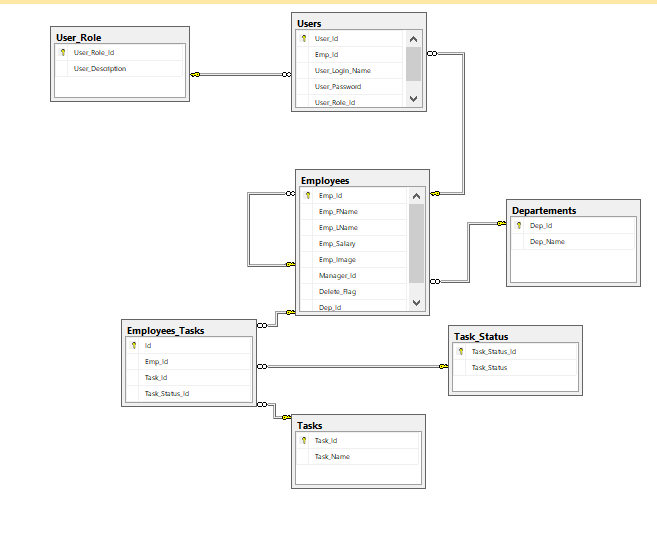 User_Role
User_Role_Id
User_Description
Users
User_Id
Emp_Id
User_Login_Name
User_Password
User_Role_Id
Employees
Emp_Id
Emp_FName
Emp_LName
Emp_Salary
Emp_Image
Manager_Id
Delete_Flag
Dep_Id
Departements
Dep_Id
Dep_Name
Employees_Tasks
Id
Emp_Id
Task_Id
Task_Status_Id
Task_Status
Task_Status_Id
Task_Status
Tasks
Task_Id
Task_Name